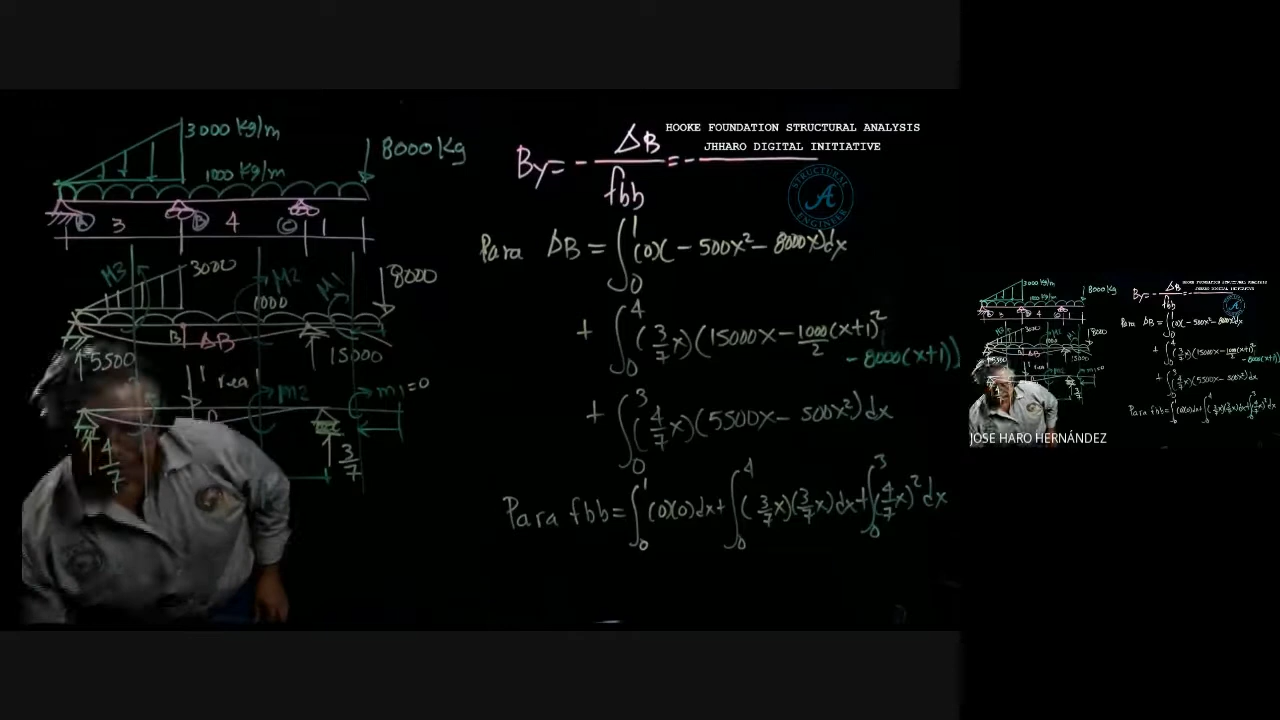 3000 Kg/m
8000 Kg
1000 Kg/m
A 3 B 4 C 1
M3 3000 M2 1000 M1 8000
B ΔB
5500 15000
1 real m2 m1=0
4/7 3/7
HOOKE FOUNDATION STRUCTURAL ANALYSIS
JHHARO DIGITAL INITIATIVE
STRUCTURAL A ENGINEER
By = - ΔB/fbb = -
Para ΔB = ∫₀¹ (0)(-500x²-8000x)dx
+ ∫₀⁴ (3/7 x)(15000x - 1000/2 (x+1)²
-8000(x+1))
+ ∫₀³ (4/7 x)(5500x - 500x²)dx
Para fbb = ∫₀¹ (0)(0)dx + ∫₀⁴ (3/7 x)(3/7 x)dx + ∫₀³ (4/7 x)² dx
JOSE HARO HERNÁNDEZ